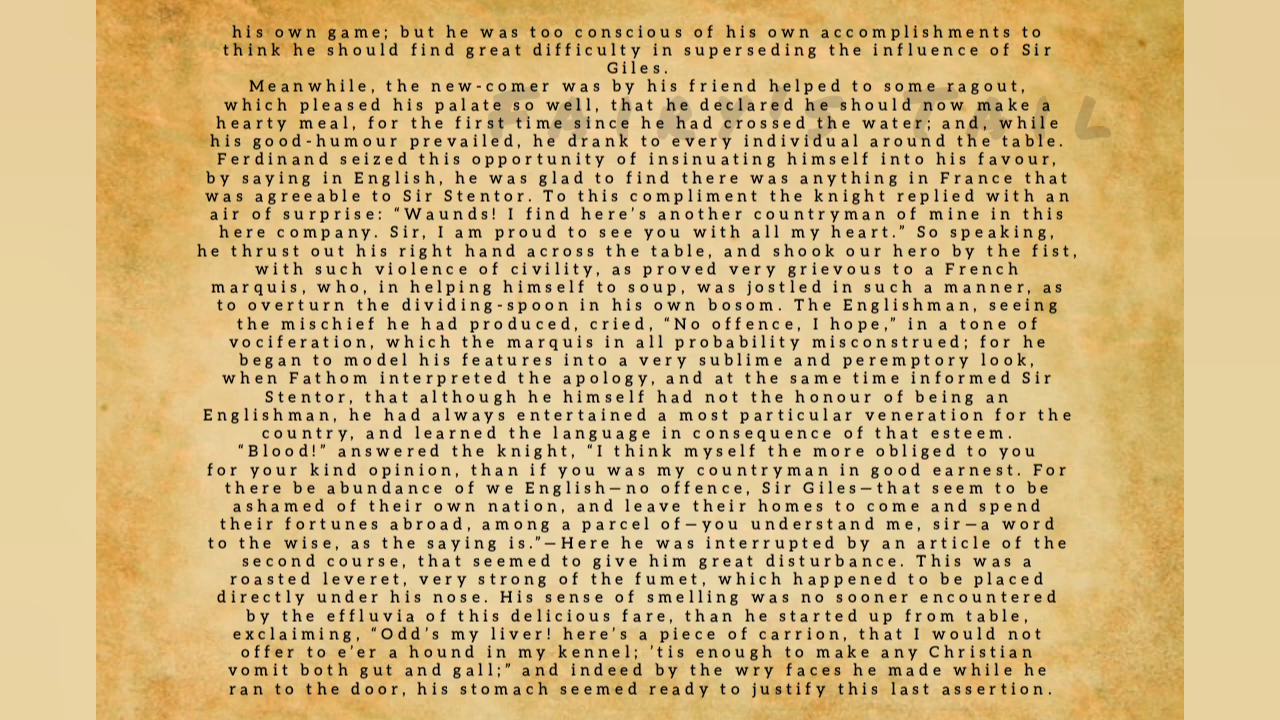 his own game; but he was too conscious of his own accomplishments to
think he should find great difficulty in superseding the influence of Sir
Giles.
Meanwhile, the new-comer was by his friend helped to some ragout,
which pleased his palate so well, that he declared he should now make a
hearty meal, for the first time since he had crossed the water; and, while
his good-humour prevailed, he drank to every individual around the table.
Ferdinand seized this opportunity of insinuating himself into his favour,
by saying in English, he was glad to find there was anything in France that
was agreeable to Sir Stentor. To this compliment the knight replied with an
air of surprise: “Waunds! I find here’s another countryman of mine in this
here company. Sir, I am proud to see you with all my heart.” So speaking,
he thrust out his right hand across the table, and shook our hero by the fist,
with such violence of civility, as proved very grievous to a French
marquis, who, in helping himself to soup, was jostled in such a manner, as
to overturn the dividing-spoon in his own bosom. The Englishman, seeing
the mischief he had produced, cried, “No offence, I hope,” in a tone of
vociferation, which the marquis in all probability misconstrued; for he
began to model his features into a very sublime and peremptory look,
when Fathom interpreted the apology, and at the same time informed Sir
Stentor, that although he himself had not the honour of being an
Englishman, he had always entertained a most particular veneration for the
country, and learned the language in consequence of that esteem.
“Blood!” answered the knight, “I think myself the more obliged to you
for your kind opinion, than if you was my countryman in good earnest. For
there be abundance of we English—no offence, Sir Giles—that seem to be
ashamed of their own nation, and leave their homes to come and spend
their fortunes abroad, among a parcel of—you understand me, sir—a word
to the wise, as the saying is.”—Here he was interrupted by an article of the
second course, that seemed to give him great disturbance. This was a
roasted leveret, very strong of the fumet, which happened to be placed
directly under his nose. His sense of smelling was no sooner encountered
by the effluvia of this delicious fare, than he started up from table,
exclaiming, “Odd’s my liver! here’s a piece of carrion, that I would not
offer to e’er a hound in my kennel; ’tis enough to make any Christian
vomit both gut and gall;” and indeed by the wry faces he made while he
ran to the door, his stomach seemed ready to justify this last assertion.